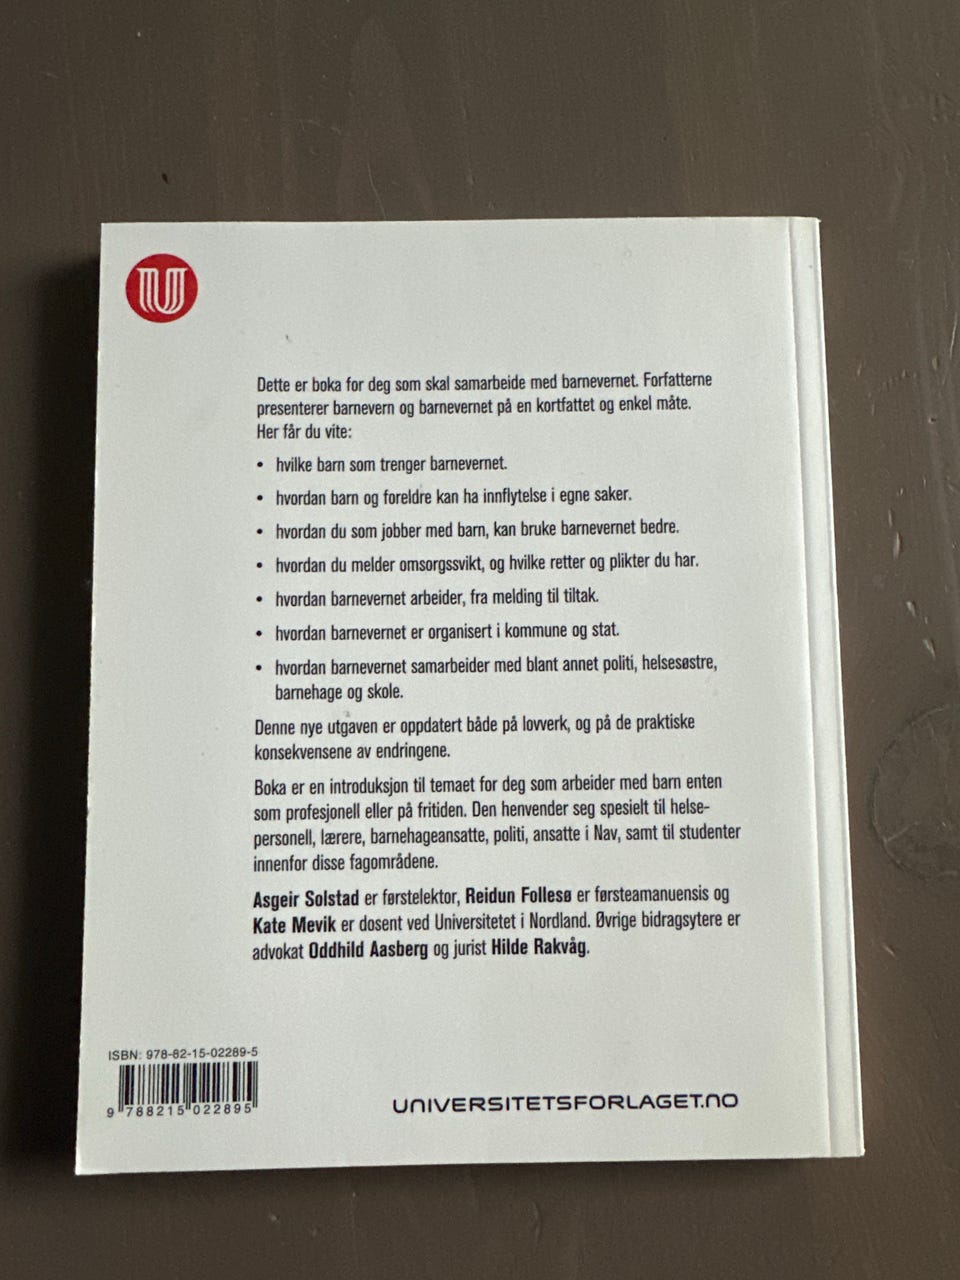 U
Dette er boka for deg som skal samarbeide med barnevernet. Forfatterne
presenterer barnevern og barnevernet på en kortfattet og enkel måte.
Her får du vite:
• hvilke barn som trenger barnevernet.
• hvordan barn og foreldre kan ha innflytelse i egne saker.
• hvordan du som jobber med barn, kan bruke barnevernet bedre.
• hvordan du melder omsorgssvikt, og hvilke retter og plikter du har.
• hvordan barnevernet arbeider, fra melding til tiltak.
• hvordan barnevernet er organisert i kommune og stat.
• hvordan barnevernet samarbeider med blant annet politi, helsesøstre,
barnehage og skole.
Denne nye utgaven er oppdatert både på lovverk, og på de praktiske
konsekvensene av endringene.
Boka er en introduksjon til temaet for deg som arbeider med barn enten
som profesjonell eller på fritiden. Den henvender seg spesielt til helse-
personell, lærere, barnehageansatte, politi, ansatte i Nav, samt til studenter
innenfor disse fagområdene.
Asgeir Solstad er førstelektor, Reidun Follesø er førsteamanuensis og
Kate Mevik er dosent ved Universitetet i Nordland. Øvrige bidragsytere er
advokat Oddhild Aasberg og jurist Hilde Rakvåg.
ISBN: 978-82-15-02289-5
9 788215 022895
UNIVERSITETSFORLAGET.NO